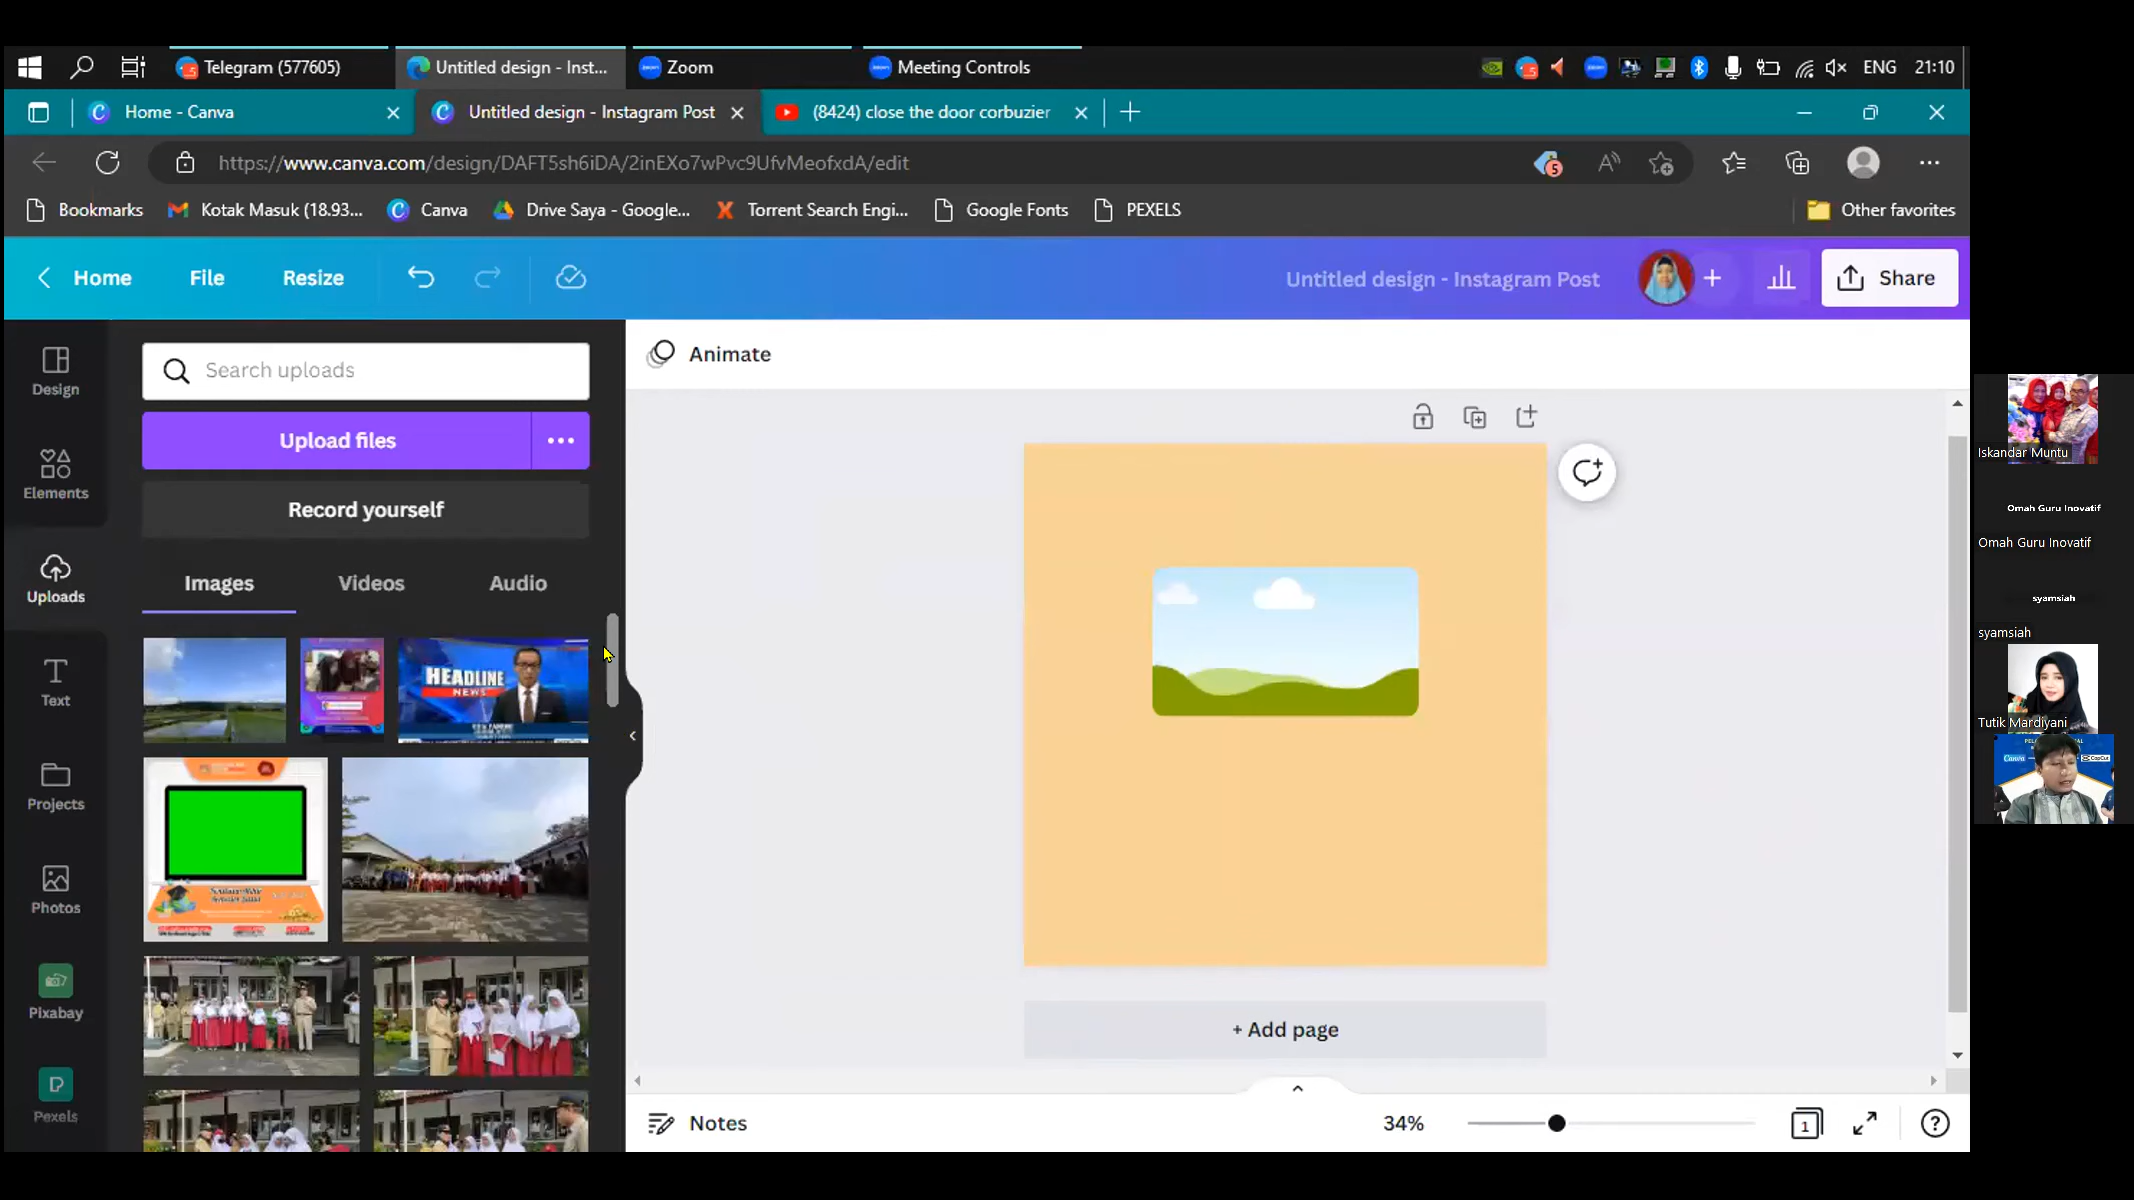 Telegram (577605)
Untitled design - Inst...
Zoom
Meeting Controls
ENG
21:10
Home - Canva
Untitled design - Instagram Post
(8424) close the door corbuzier
https://www.canva.com/design/DAFT5sh6iDA/2inEXo7wPvc9UfvMeofxdA/edit
5
Bookmarks
Kotak Masuk (18.93...
Canva
Drive Saya - Google...
Torrent Search Engi...
Google Fonts
PEXELS
Other favorites
Home
File
Resize
Untitled design - Instagram Post
Share
Design
Elements
Uploads
Text
Projects
Photos
Pixabay
Pexels
Search uploads
Upload files
Record yourself
Images
Videos
Audio
HEADLINE
NEWS
Animate
+ Add page
Notes
34%
1
Iskandar Muntu
Omah Guru Inovatif
Omah Guru Inovatif
syamsiah
syamsiah
Tutik Mardiyani
Canva
CapCut